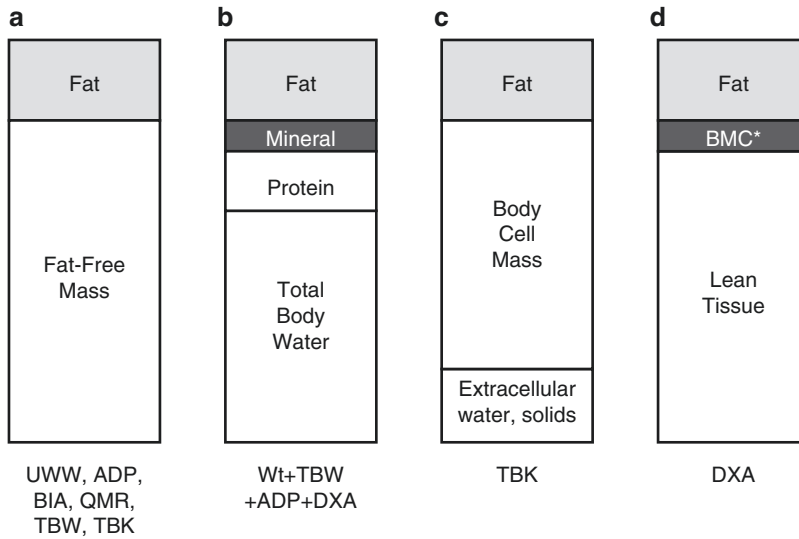 a
Fat
Fat-Free
Mass
UWW, ADP,
BIA, QMR,
TBW, TBK
b
Fat
Mineral
Protein
Total
Body
Water
Wt+TBW
+ADP+DXA
c
Fat
Body
Cell
Mass
Extracellular
water, solids
TBK
d
Fat
BMC*
Lean
Tissue
DXA